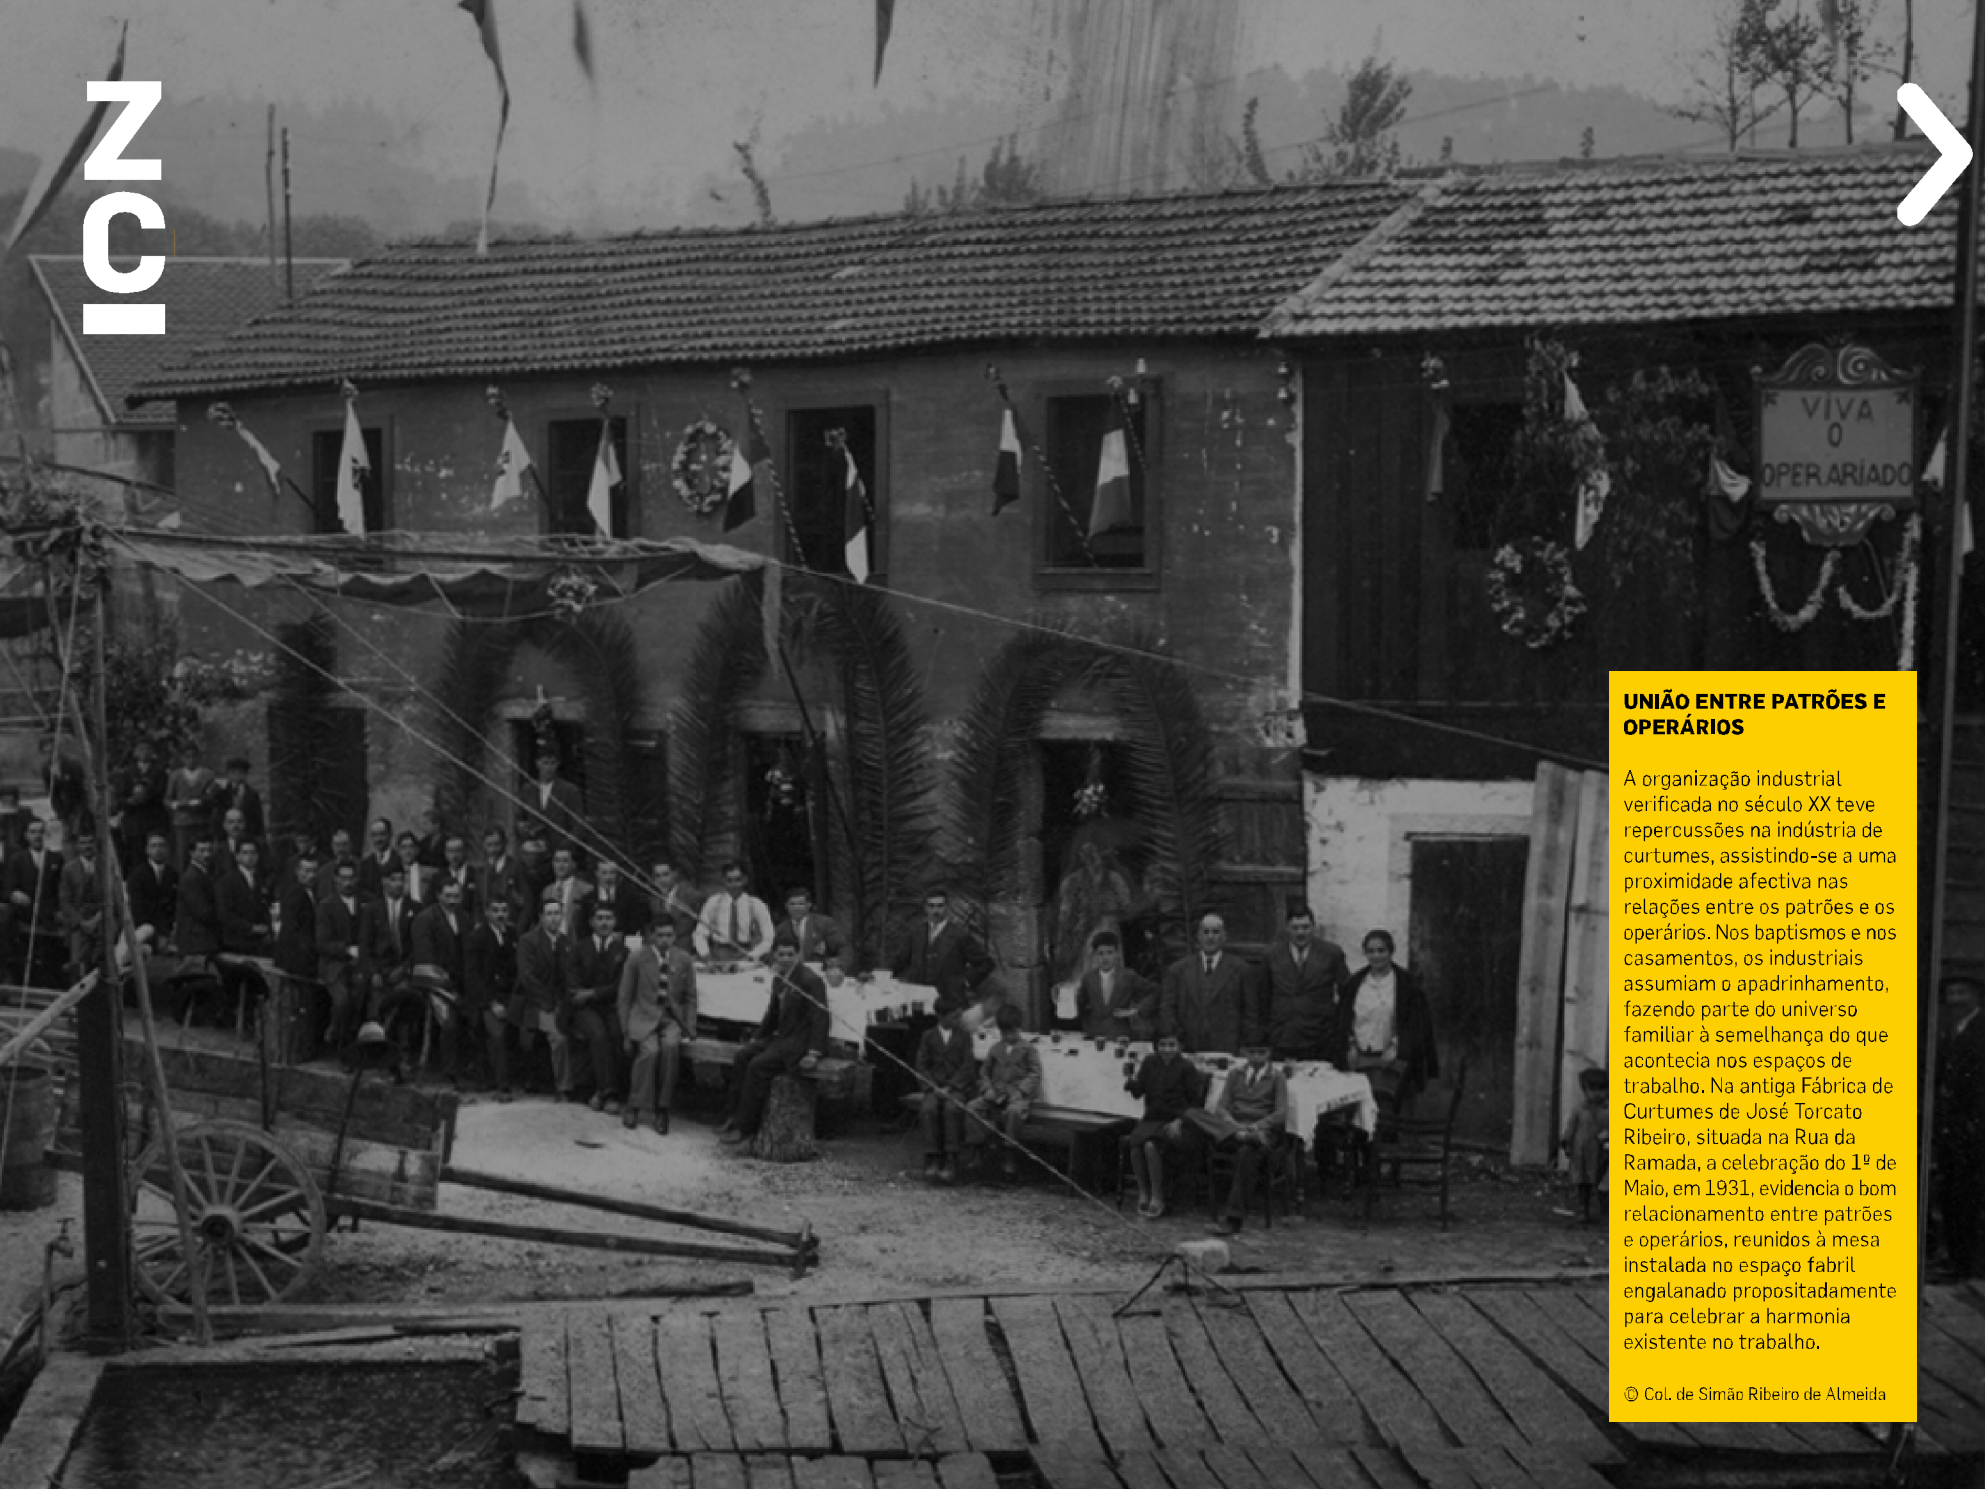 Z
C
VIVA
O
OPERARIADO
UNIÃO ENTRE PATRÕES E
OPERÁRIOS
A organização industrial
verificada no século XX teve
repercussões na indústria de
curtumes, assistindo-se a uma
proximidade afectiva nas
relações entre os patrões e os
operários. Nos baptismos e nos
casamentos, os industriais
assumiam o apadrinhamento,
fazendo parte do universo
familiar à semelhança do que
acontecia nos espaços de
trabalho. Na antiga Fábrica de
Curtumes de José Torcato
Ribeiro, situada na Rua da
Ramada, a celebração do 1º de
Maio, em 1931, evidencia o bom
relacionamento entre patrões
e operários, reunidos à mesa
instalada no espaço fabril
engalanado propositadamente
para celebrar a harmonia
existente no trabalho.
© Col. de Simão Ribeiro de Almeida